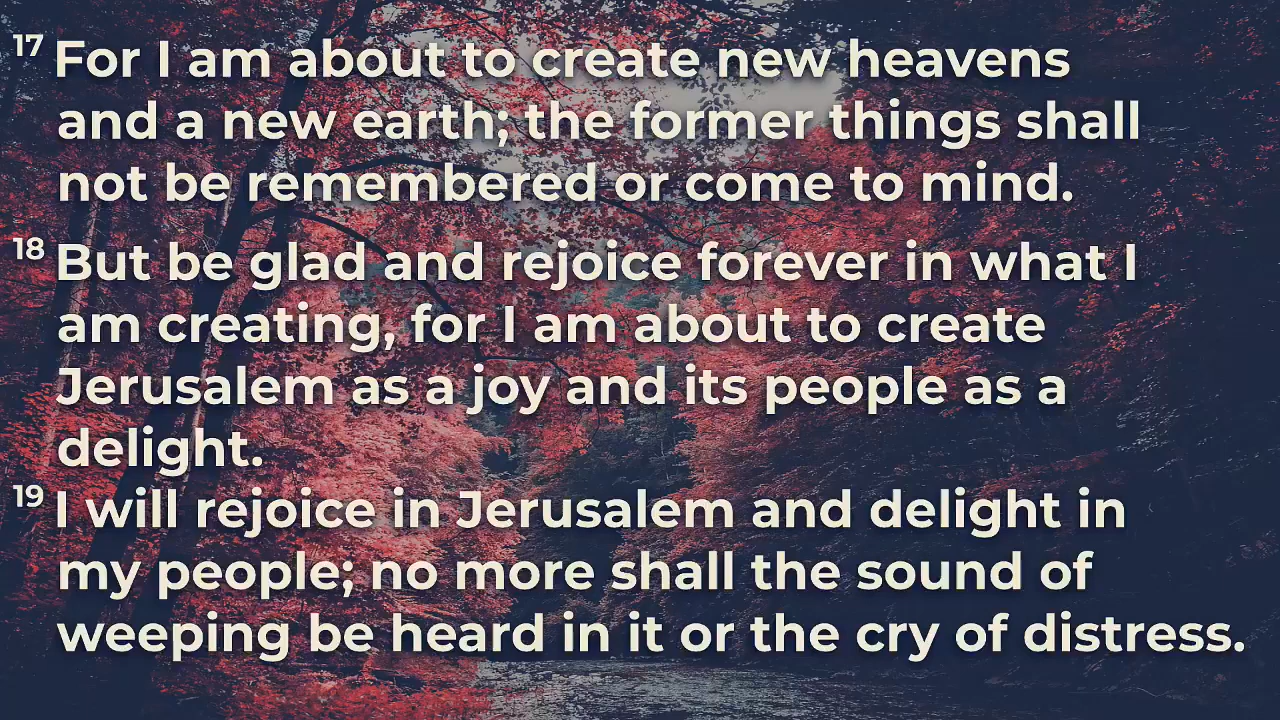 17 For I am about to create new heavens
and a new earth; the former things shall
not be remembered or come to mind.
18 But be glad and rejoice forever in what I
am creating, for I am about to create
Jerusalem as a joy and its people as a
delight.
19 I will rejoice in Jerusalem and delight in
my people; no more shall the sound of
weeping be heard in it or the cry of distress.